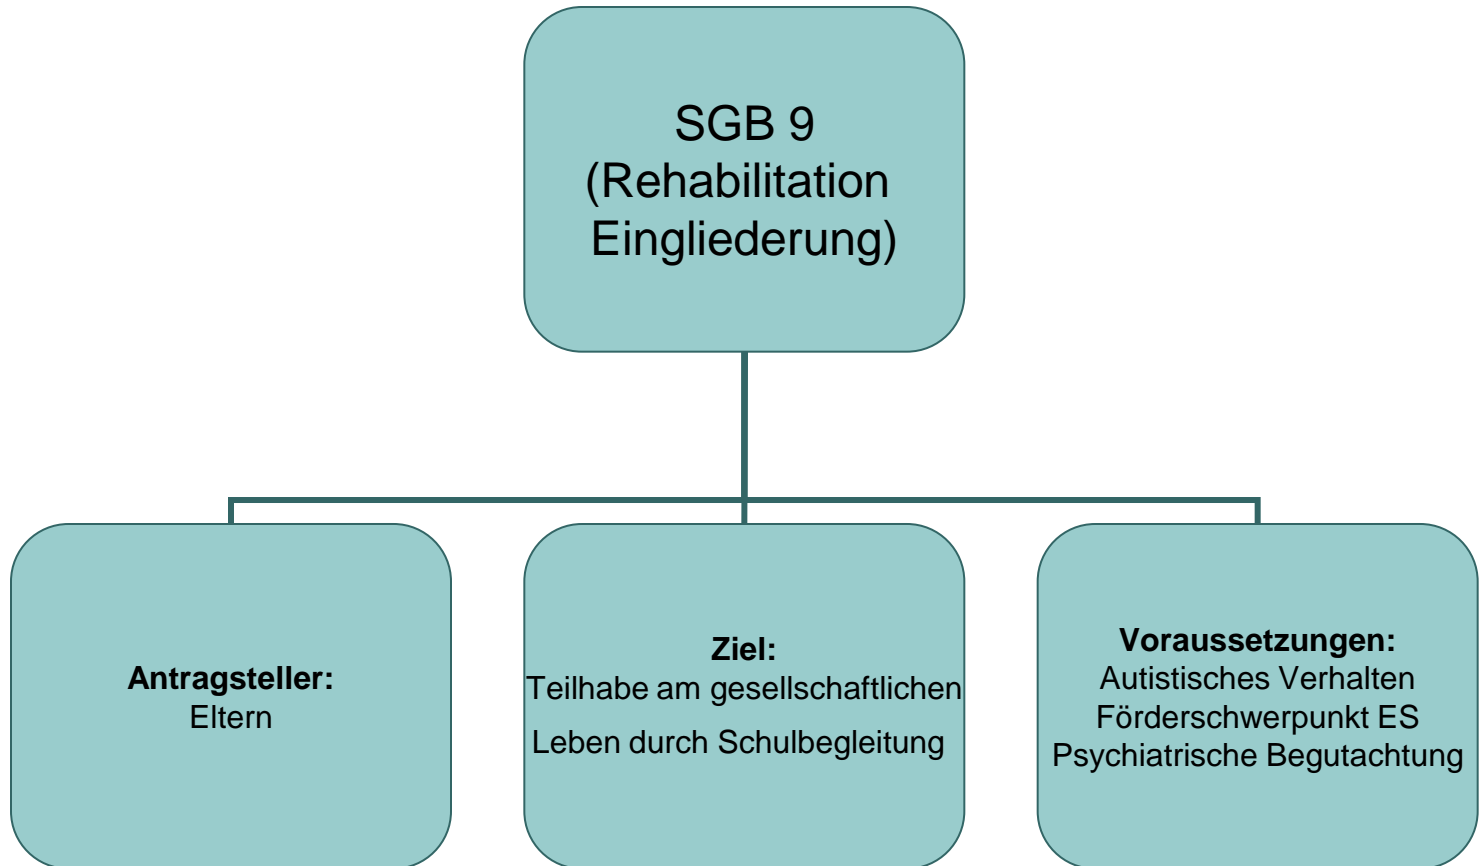 SGB 9
(Rehabilitation
Eingliederung)
Antragsteller:
Eltern
Ziel:
Teilhabe am gesellschaftlichen
Leben durch Schulbegleitung
Voraussetzungen:
Autistisches Verhalten
Förderschwerpunkt ES
Psychiatrische Begutachtung